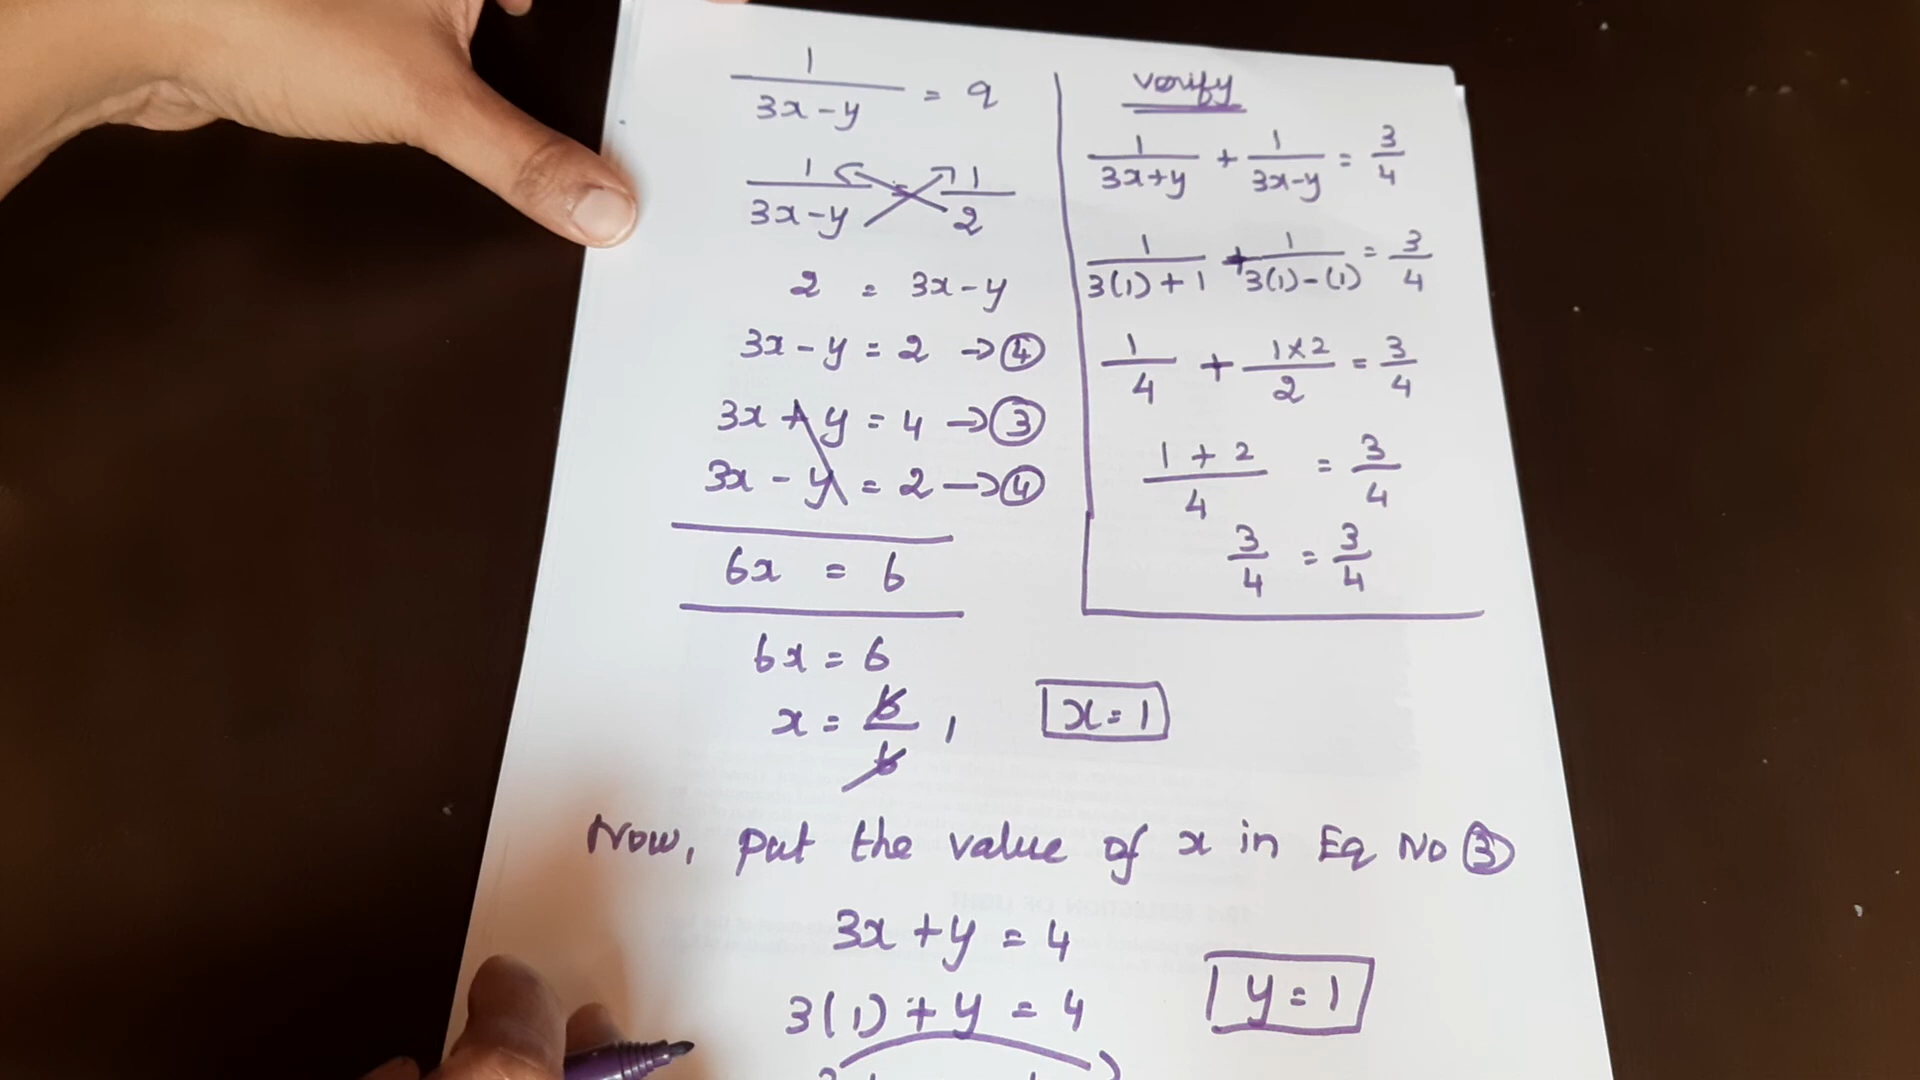 1/(3x-y) = q
1/(3x-y) = 1/2
2 = 3x-y
3x-y = 2 → ④
3x+y = 4 → ③
3x-y = 2 → ④
6x = 6
6x = 6
x = 6/6 1
x = 1
verify
1/(3x+y) + 1/(3x-y) = 3/4
1/(3(1)+1) + 1/(3(1)-(1)) = 3/4
1/4 + (1×2)/2 = 3/4
(1+2)/4 = 3/4
3/4 = 3/4
Now, put the value of x in Eq No ③
3x+y = 4
3(1)+y = 4
y = 1